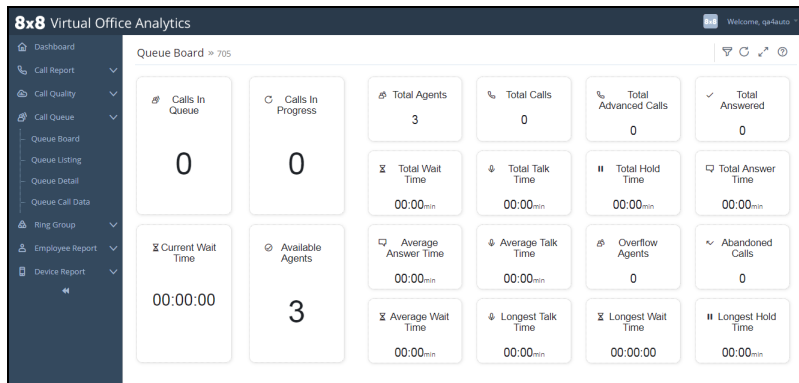 8x8 Virtual Office Analytics
8x8 Welcome, qa4auto
Dashboard
Call Report
Call Quality
Call Queue
Queue Board
Queue Listing
Queue Detail
Queue Call Data
Ring Group
Employee Report
Device Report
Queue Board » 705
Calls In
Queue
0
Calls In
Progress
0
Current Wait
Time
00:00:00
Available
Agents
3
Total Agents
3
Total Calls
0
Total
Advanced Calls
0
Total
Answered
0
Total Wait
Time
00:00min
Total Talk
Time
00:00min
Total Hold
Time
00:00min
Total Answer
Time
00:00min
Average
Answer Time
00:00min
Average Talk
Time
00:00min
Overflow
Agents
0
Abandoned
Calls
0
Average Wait
Time
00:00min
Longest Talk
Time
00:00min
Longest Wait
Time
00:00:00
Longest Hold
Time
00:00min